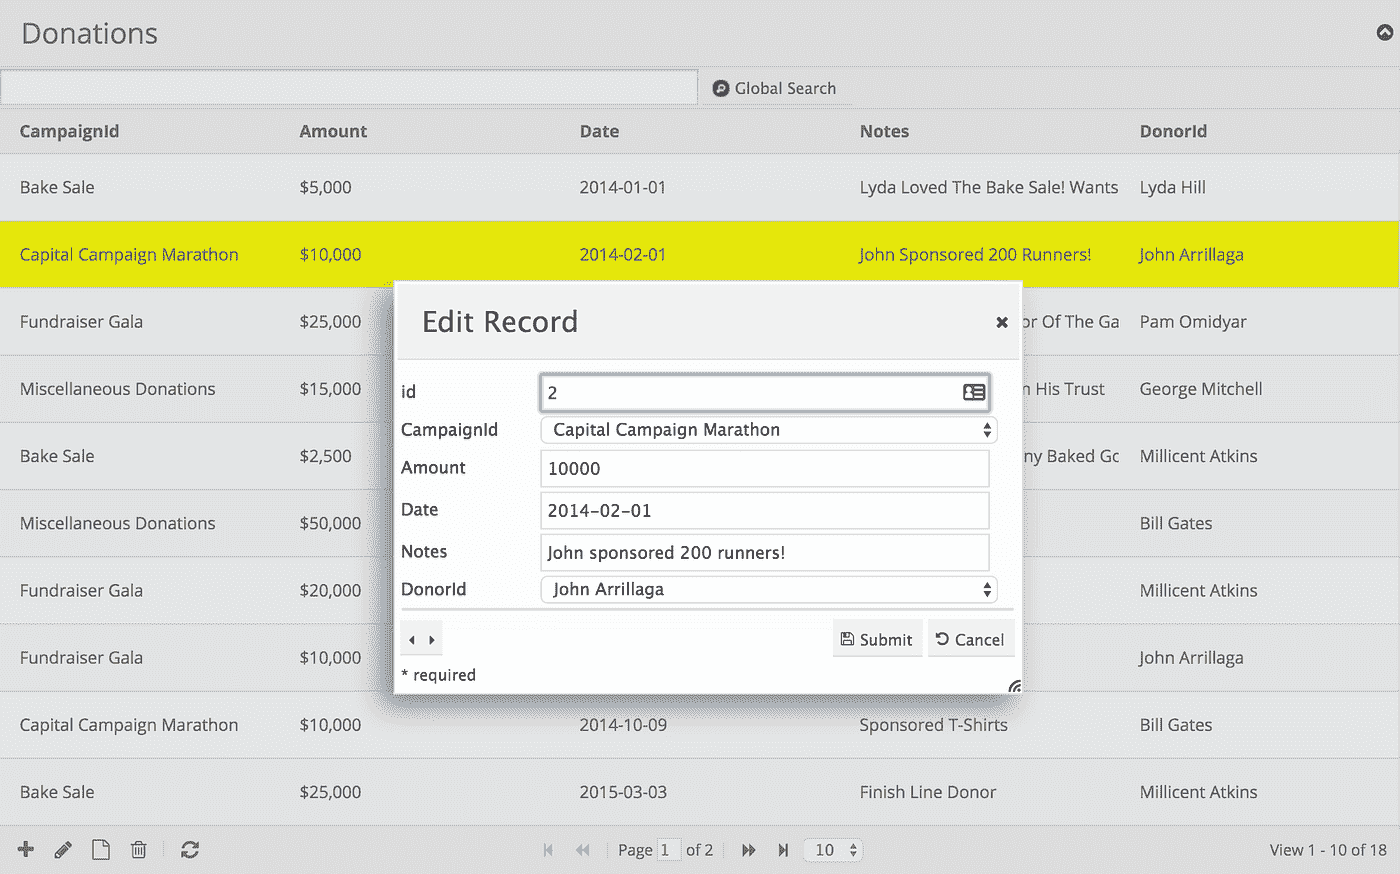 Donations
Global Search
CampaignId Amount Date Notes DonorId
Bake Sale $5,000 2014-01-01 Lyda Loved The Bake Sale! Wants Lyda Hill
Capital Campaign Marathon $10,000 2014-02-01 John Sponsored 200 Runners! John Arrillaga
Fundraiser Gala $25,000 Of The Ga Pam Omidyar
Miscellaneous Donations $15,000 His Trust George Mitchell
Bake Sale $2,500 Baked Gc Millicent Atkins
Miscellaneous Donations $50,000 Bill Gates
Fundraiser Gala $20,000 Millicent Atkins
Fundraiser Gala $10,000 John Arrillaga
Capital Campaign Marathon $10,000 2014-10-09 Sponsored T-Shirts Bill Gates
Bake Sale $25,000 2015-03-03 Finish Line Donor Millicent Atkins
Edit Record
id 2
CampaignId Capital Campaign Marathon
Amount 10000
Date 2014-02-01
Notes John sponsored 200 runners!
DonorId John Arrillaga
Submit Cancel
* required
Page 1 of 2 10 View 1 - 10 of 18